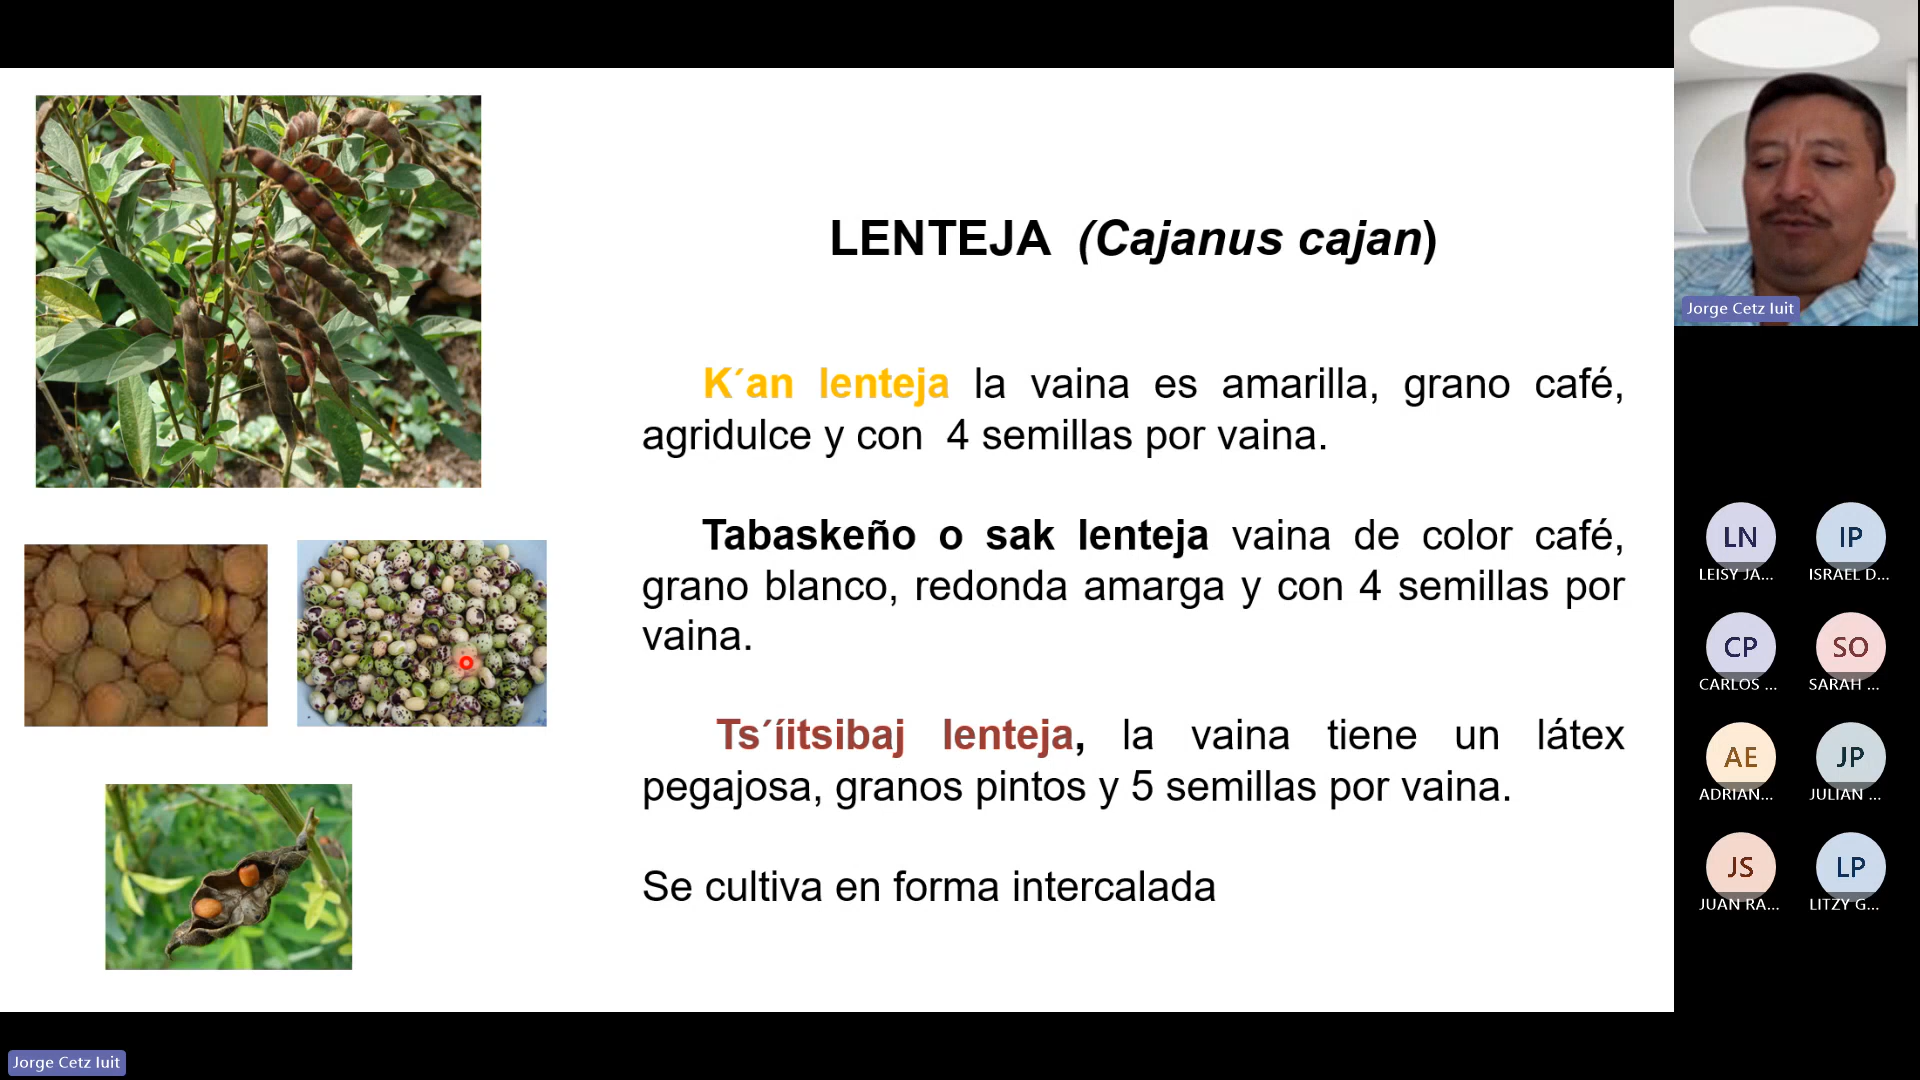 LENTEJA (Cajanus cajan)
K´an lenteja la vaina es amarilla, grano café,
agridulce y con 4 semillas por vaina.
Tabaskeño o sak lenteja vaina de color café,
grano blanco, redonda amarga y con 4 semillas por
vaina.
Ts´íitsibaj lenteja, la vaina tiene un látex
pegajosa, granos pintos y 5 semillas por vaina.
Se cultiva en forma intercalada
Jorge Cetz Iuit
LN IP
LEISY JA... ISRAEL D...
CP SO
CARLOS ... SARAH ...
AE JP
ADRIAN... JULIAN ...
JS LP
JUAN RA... LITZY G...
Jorge Cetz Iuit